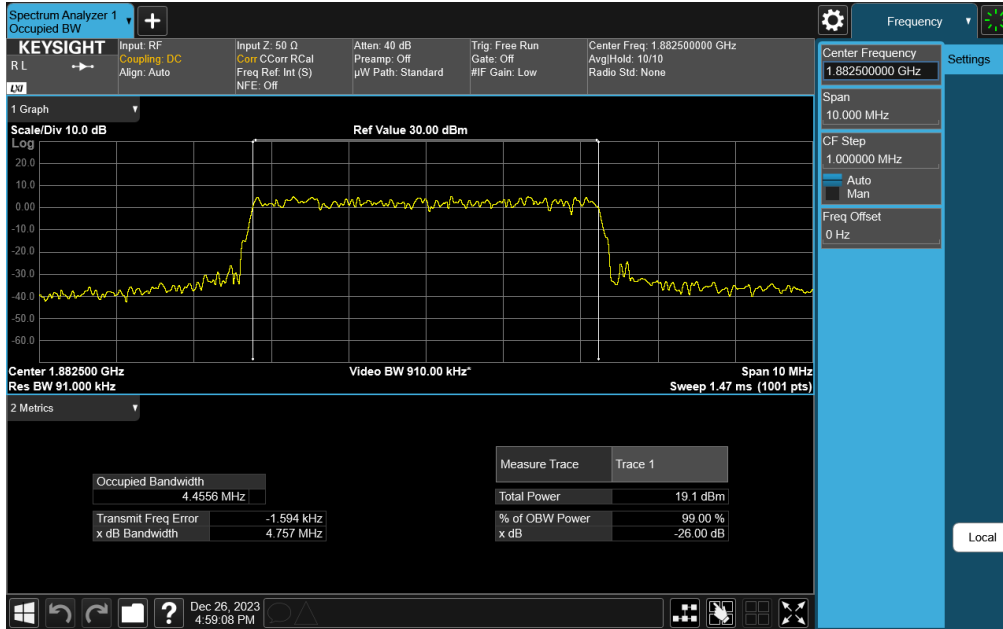 Spectrum Analyzer 1
Occupied BW
+
Frequency
KEYSIGHT
R L
LXI
Input: RF
Coupling: DC
Align: Auto
Input Z: 50 Ω
Corr CCorr RCal
Freq Ref: Int (S)
NFE: Off
Atten: 40 dB
Preamp: Off
µW Path: Standard
Trig: Free Run
Gate: Off
#IF Gain: Low
Center Freq: 1.882500000 GHz
Avg|Hold: 10/10
Radio Std: None
Center Frequency
1.882500000 GHz
Settings
Span
10.000 MHz
CF Step
1.000000 MHz
Auto
Man
Freq Offset
0 Hz
Local
1 Graph
Scale/Div 10.0 dB
Ref Value 30.00 dBm
Log
20.0
10.0
0.00
-10.0
-20.0
-30.0
-40.0
-50.0
-60.0
Center 1.882500 GHz
Video BW 910.00 kHz*
Span 10 MHz
Res BW 91.000 kHz
Sweep 1.47 ms (1001 pts)
2 Metrics
Measure Trace Trace 1
Occupied Bandwidth
4.4556 MHz
Total Power 19.1 dBm
Transmit Freq Error -1.594 kHz
% of OBW Power 99.00 %
x dB Bandwidth 4.757 MHz
x dB -26.00 dB
?
Dec 26, 2023
4:59:08 PM